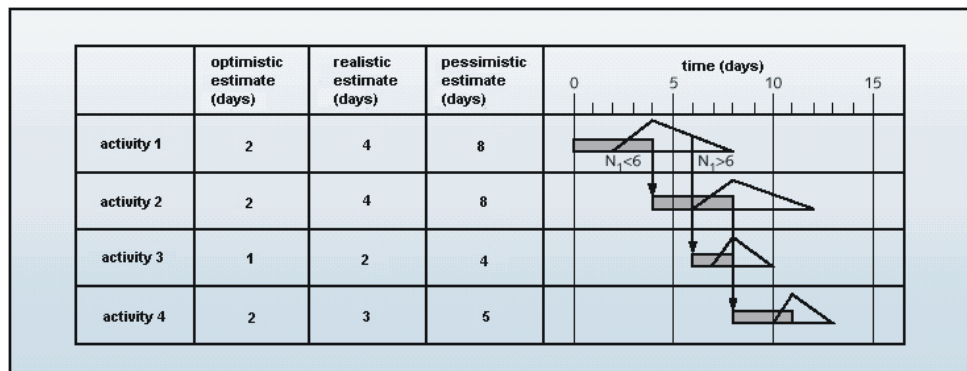 optimistic estimate (days)
realistic estimate (days)
pessimistic estimate (days)
time (days)
0 5 10 15
activity 1 2 4 8
N₁<6 N₁>6
activity 2 2 4 8
activity 3 1 2 4
activity 4 2 3 5